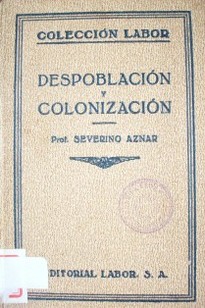 COLECCIÓN LABOR
DESPOBLACIÓN
Y
COLONIZACIÓN
Prof. SEVERINO AZNAR
EDITORIAL LABOR. S. A.